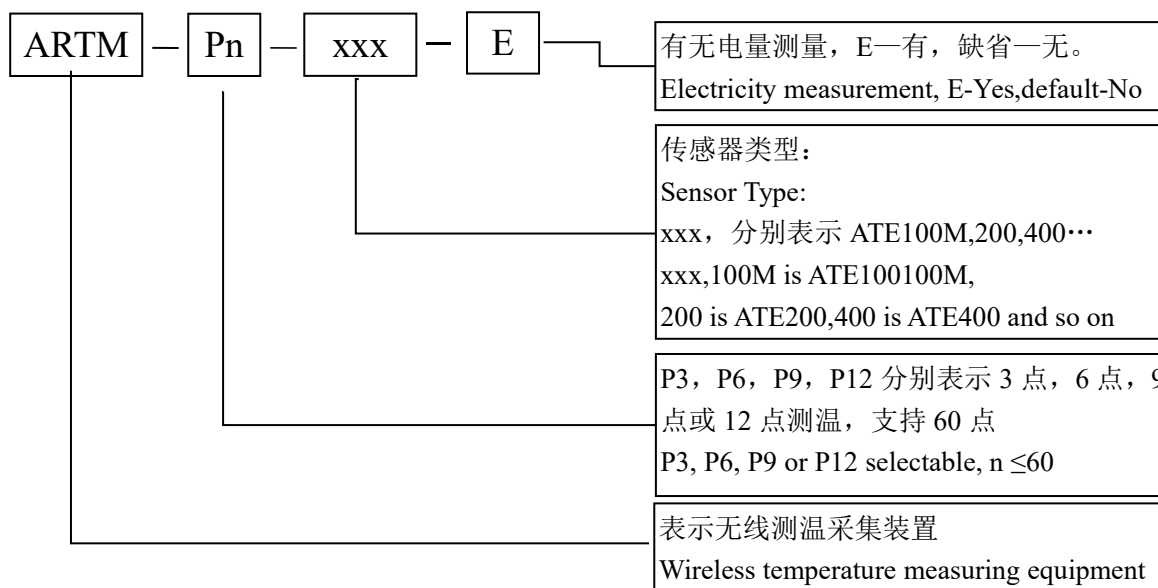 ARTM — Pn — xxx — E
有无电量测量，E—有，缺省—无。
Electricity measurement, E-Yes,default-No
传感器类型：
Sensor Type:
xxx，分别表示 ATE100M,200,400⋯
xxx,100M is ATE100100M,
200 is ATE200,400 is ATE400 and so on
P3，P6，P9，P12 分别表示 3 点，6 点，9
点或 12 点测温，支持 60 点
P3, P6, P9 or P12 selectable, n ≤60
表示无线测温采集装置
Wireless temperature measuring equipment